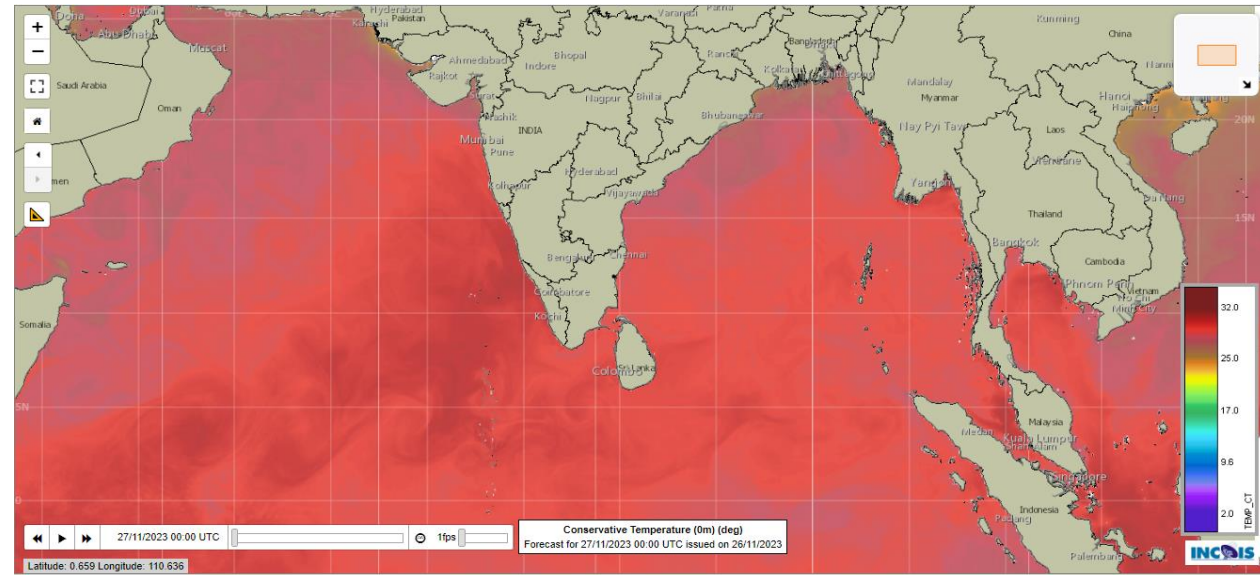 +
−
Doha
Dubai
Abu Dhabi
Muscat
Saudi Arabia
Oman
Somalia
Hyderabad
Pakistan
Karachi
Ahmedabad
Rajkot
Surat
Nashik
Mumbai
Pune
Kolhapur
Bhopal
Indore
Nagpur
Bhilai
INDIA
Hyderabad
Vijayawada
Bhubaneswar
Varanasi
Patna
Ranchi
Kolkata
Bangladesh
Chittagong
Bengaluru
Chennai
Coimbatore
Kochi
Colombo
Sri Lanka
Mandalay
Myanmar
Nay Pyi Taw
Yangon
Kunming
China
Hanoi
Haiphong
Laos
Vientiane
Da Nang
Thailand
Bangkok
Cambodia
Phnom Penh
Vietnam
Ho Chi
Minh City
Medan
Malaysia
Kuala Lumpur
Shah Alam
Singapore
Indonesia
Padang
Palembang
20N
15N
5N
0
32.0
25.0
17.0
9.6
2.0
TEMP_CT
27/11/2023 00:00 UTC
1fps
Conservative Temperature (0m) (deg)
Forecast for 27/11/2023 00:00 UTC issued on 26/11/2023
Latitude: 0.659 Longitude: 110.636
INCOIS